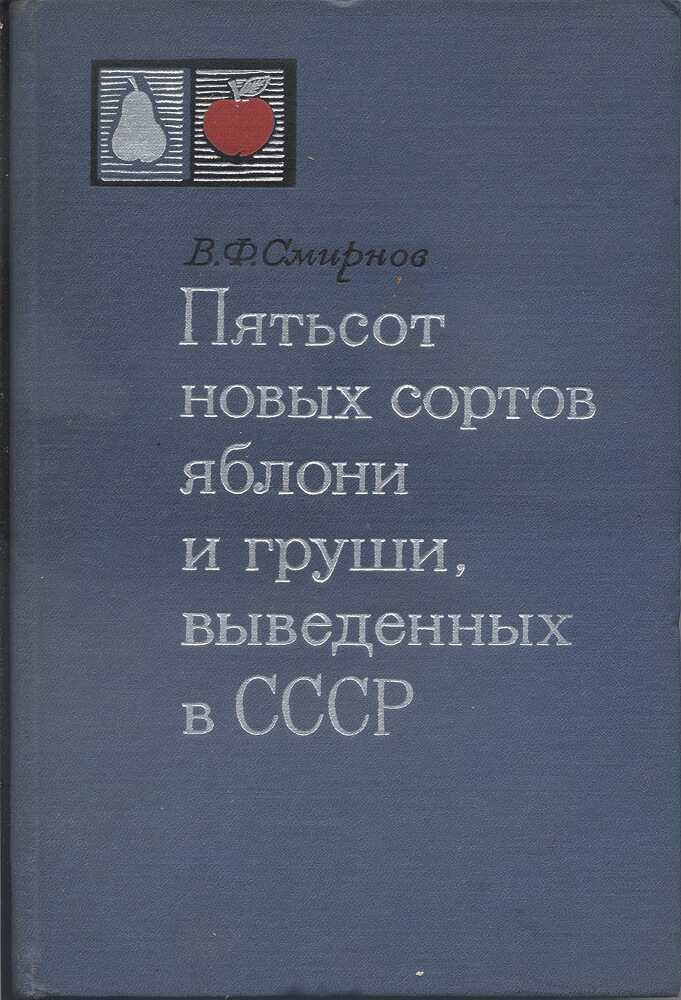 В.Ф.Смирнов
Пятьсот
новых сортов
яблони
и груши,
выведенных
в СССР